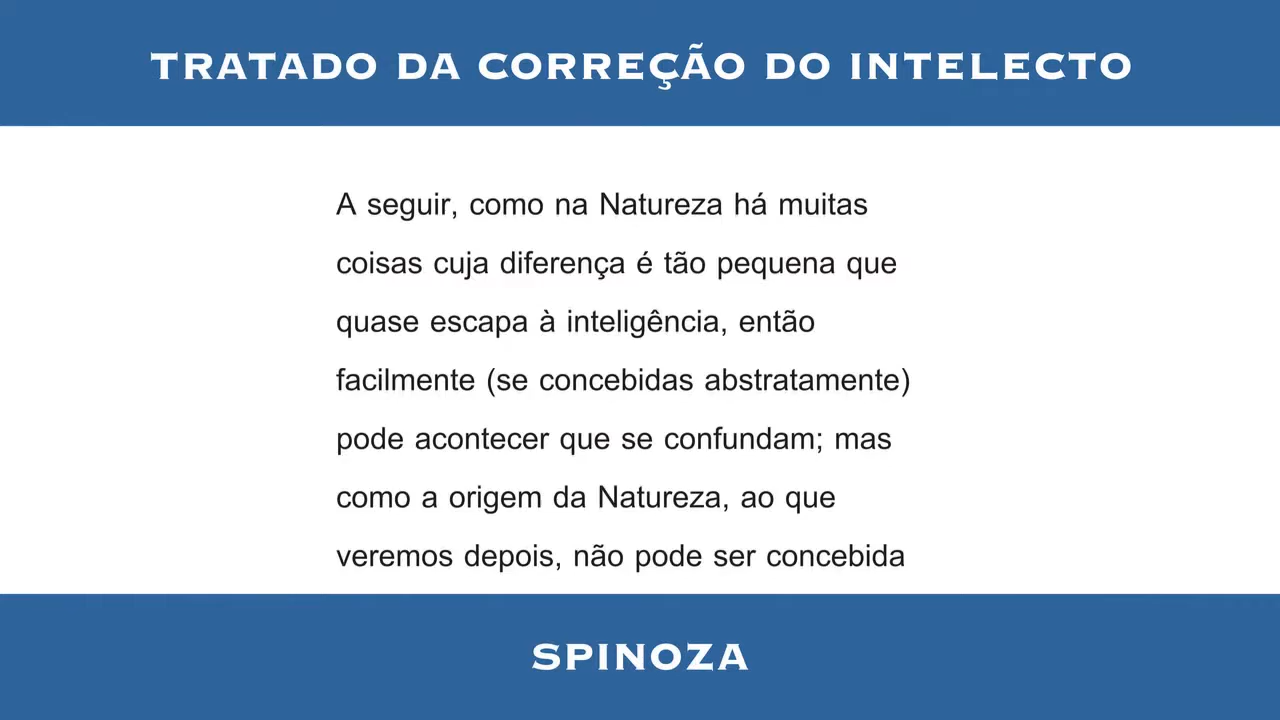 TRATADO DA CORREÇÃO DO INTELECTO
A seguir, como na Natureza há muitas
coisas cuja diferença é tão pequena que
quase escapa à inteligência, então
facilmente (se concebidas abstratamente)
pode acontecer que se confundam; mas
como a origem da Natureza, ao que
veremos depois, não pode ser concebida
SPINOZA